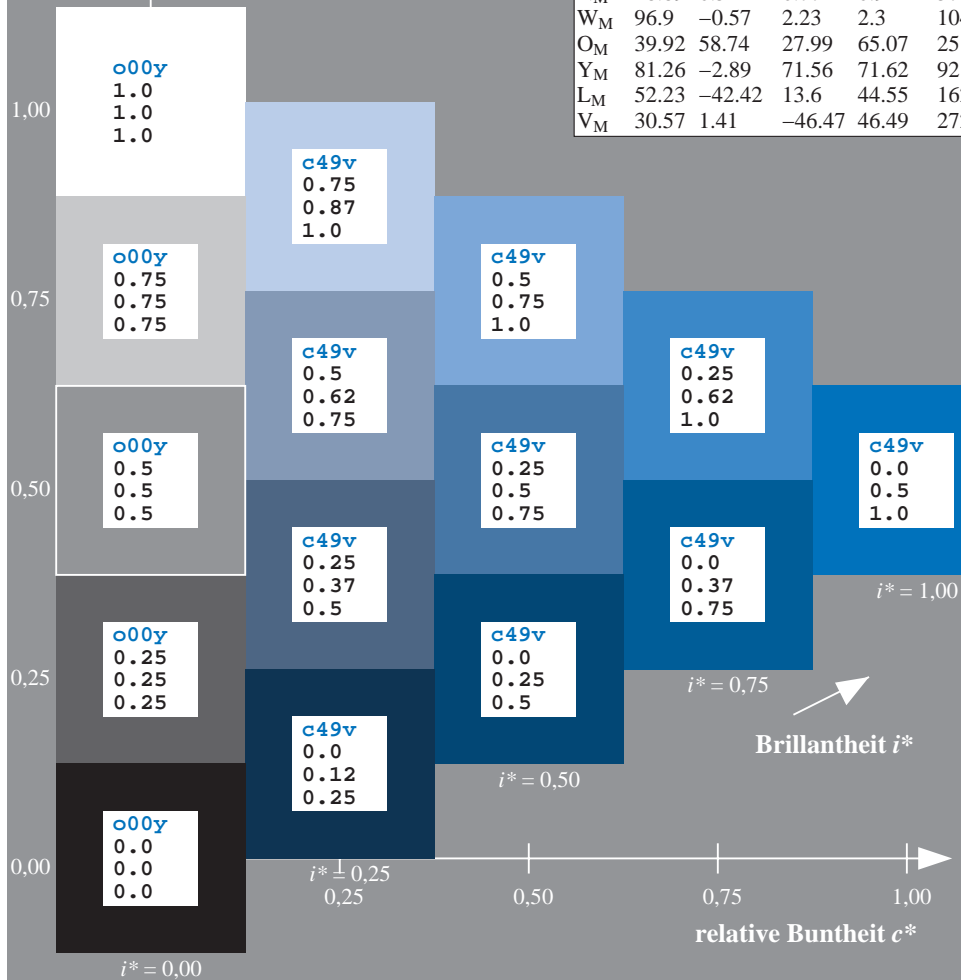 W_M 96.9 −0.57 2.23 2.3
O_M 39.92 58.74 27.99 65.07
Y_M 81.26 −2.89 71.56 71.62
L_M 52.23 −42.42 13.6 44.55
V_M 30.57 1.41 −46.47 46.49
1,00
0,75
0,50
0,25
0,00
o00y
1.0
1.0
1.0
o00y
0.75
0.75
0.75
o00y
0.5
0.5
0.5
o00y
0.25
0.25
0.25
o00y
0.0
0.0
0.0
i* = 0,00
c49v
0.75
0.87
1.0
c49v
0.5
0.62
0.75
c49v
0.25
0.37
0.5
c49v
0.0
0.12
0.25
i* = 0,25
c49v
0.5
0.75
1.0
c49v
0.25
0.5
0.75
c49v
0.0
0.25
0.5
i* = 0,50
c49v
0.25
0.62
1.0
c49v
0.0
0.37
0.75
i* = 0,75
c49v
0.0
0.5
1.0
i* = 1,00
Brillantheit i*
0,25 0,50 0,75 1,00
relative Buntheit c*